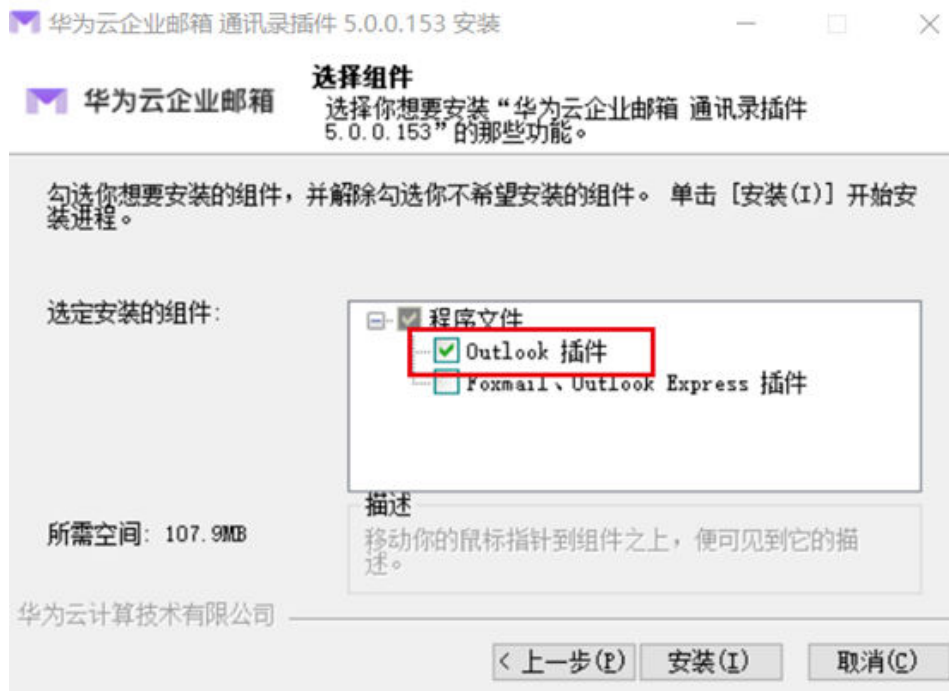 华为云企业邮箱 通讯录插件 5.0.0.153 安装
华为云企业邮箱
选择组件
选择你想要安装“华为云企业邮箱 通讯录插件
5.0.0.153”的那些功能。
勾选你想要安装的组件，并解除勾选你不希望安装的组件。 单击 [安装(I)] 开始安
装进程。
选定安装的组件:
程序文件
Outlook 插件
Foxmail、Outlook Express 插件
描述
移动你的鼠标指针到组件之上，便可见到它的描
述。
所需空间: 107.9MB
华为云计算技术有限公司
< 上一步(P)
安装(I)
取消(C)